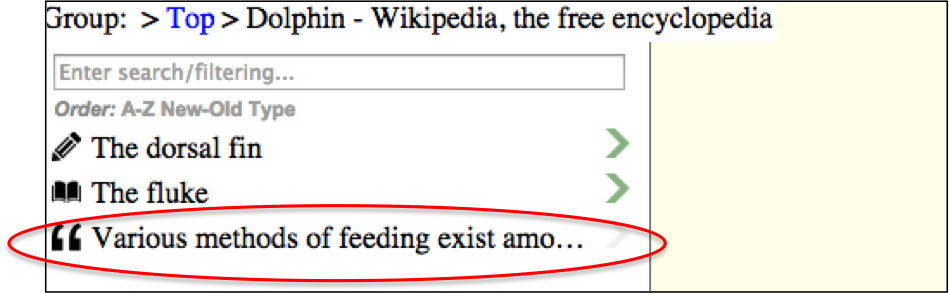 Group: > Top > Dolphin - Wikipedia, the free encyclopedia
Enter search/filtering...
Order: A-Z New-Old Type
The dorsal fin
The fluke
Various methods of feeding exist amo...